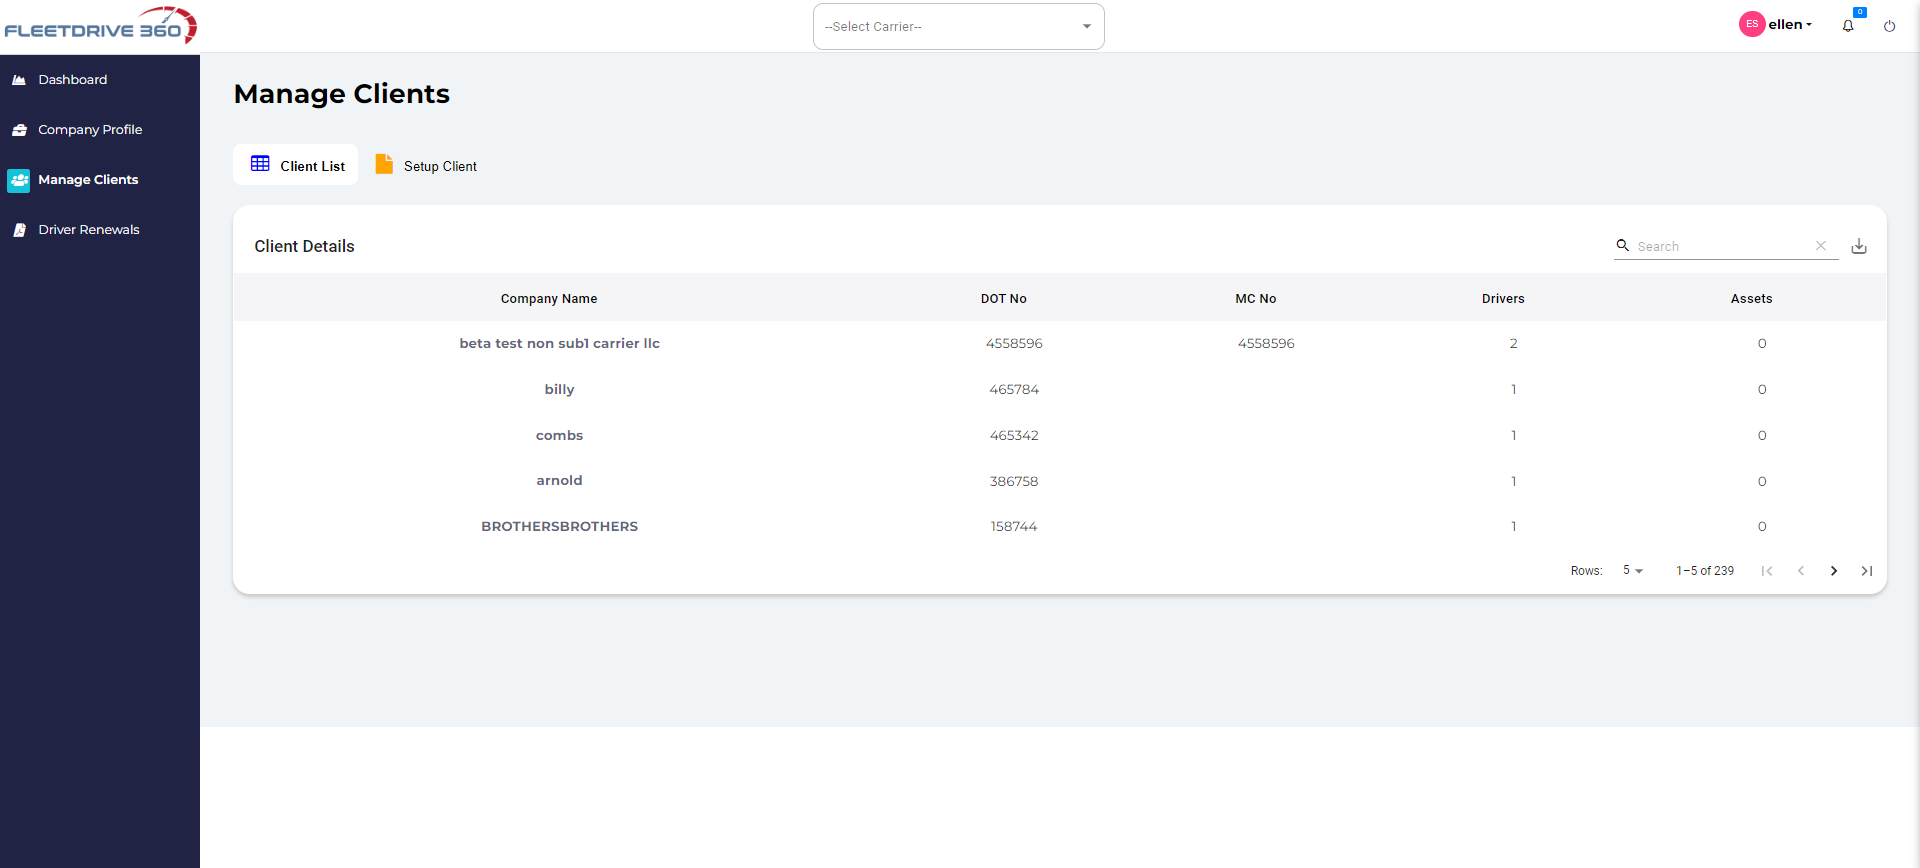 FLEETDRIVE 360
--Select Carrier--
ES ellen
0
Dashboard
Company Profile
Manage Clients
Driver Renewals
Manage Clients
Client List
Setup Client
Client Details
Search
Company Name DOT No MC No Drivers Assets
beta test non sub1 carrier llc 4558596 4558596 2 0
billy 465784 1 0
combs 465342 1 0
arnold 386758 1 0
BROTHERSBROTHERS 158744 1 0
Rows: 5 1–5 of 239